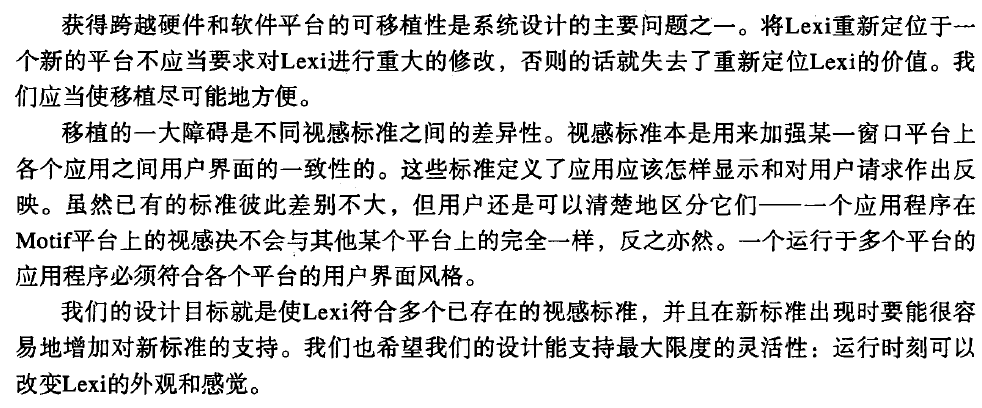 获得跨越硬件和软件平台的可移植性是系统设计的主要问题之一。将Lexi重新定位于一
个新的平台不应当要求对Lexi进行重大的修改，否则的话就失去了重新定位Lexi的价值。我
们应当使移植尽可能地方便。
移植的一大障碍是不同视感标准之间的差异性。视感标准本是用来加强某一窗口平台上
各个应用之间用户界面的一致性的。这些标准定义了应用应该怎样显示和对用户请求作出反
映。虽然已有的标准彼此差别不大，但用户还是可以清楚地区分它们——一个应用程序在
Motif平台上的视感决不会与其他某个平台上的完全一样，反之亦然。一个运行于多个平台的
应用程序必须符合各个平台的用户界面风格。
我们的设计目标就是使Lexi符合多个已存在的视感标准，并且在新标准出现时要能很容
易地增加对新标准的支持。我们也希望我们的设计能支持最大限度的灵活性：运行时刻可以
改变Lexi的外观和感觉。